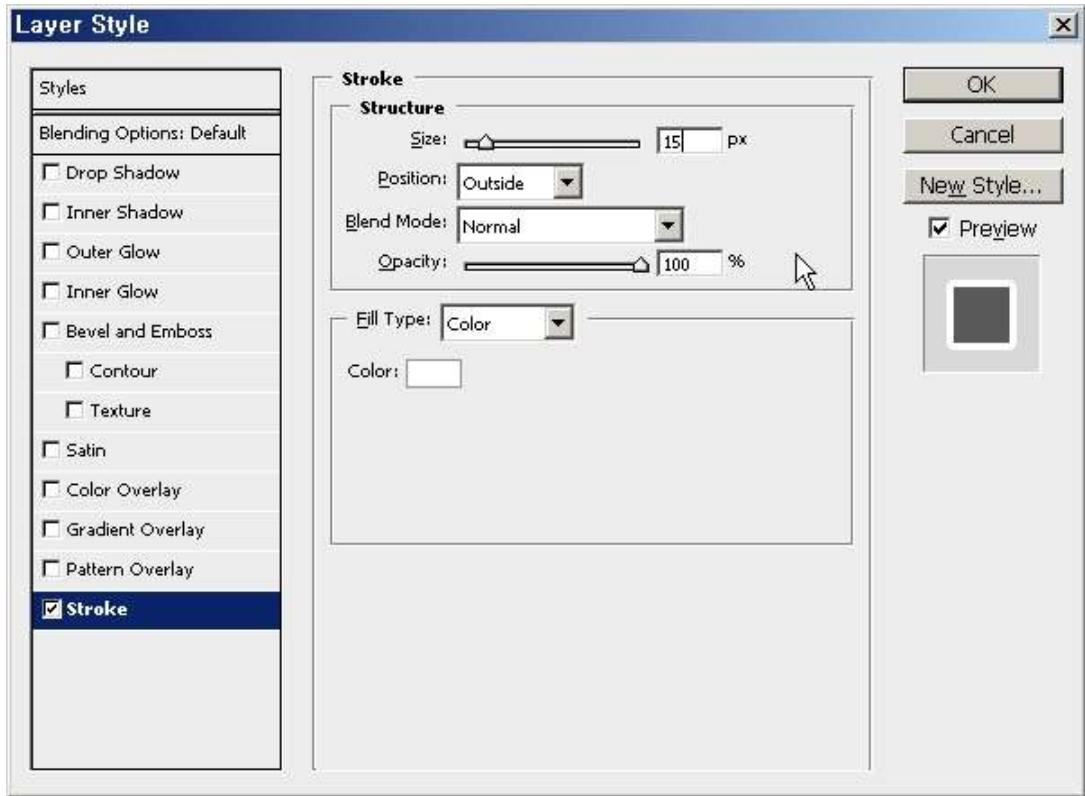 Layer Style
Styles
Blending Options: Default
Drop Shadow
Inner Shadow
Outer Glow
Inner Glow
Bevel and Emboss
Contour
Texture
Satin
Color Overlay
Gradient Overlay
Pattern Overlay
Stroke
Stroke
Structure
Size: 15 px
Position: Outside
Blend Mode: Normal
Opacity: 100 %
Fill Type: Color
Color:
OK
Cancel
New Style...
Preview